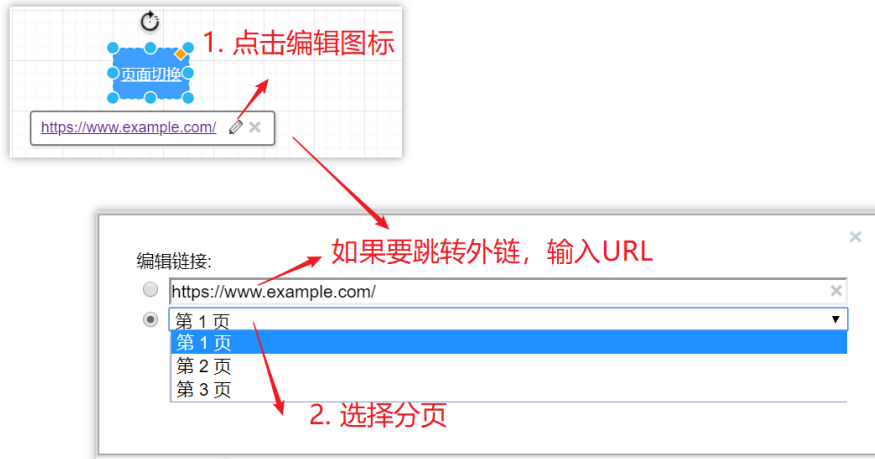 1. 点击编辑图标
页面切换
https://www.example.com/
如果要跳转外链，输入URL
编辑链接:
https://www.example.com/
第 1 页
第 1 页
第 2 页
第 3 页
2. 选择分页